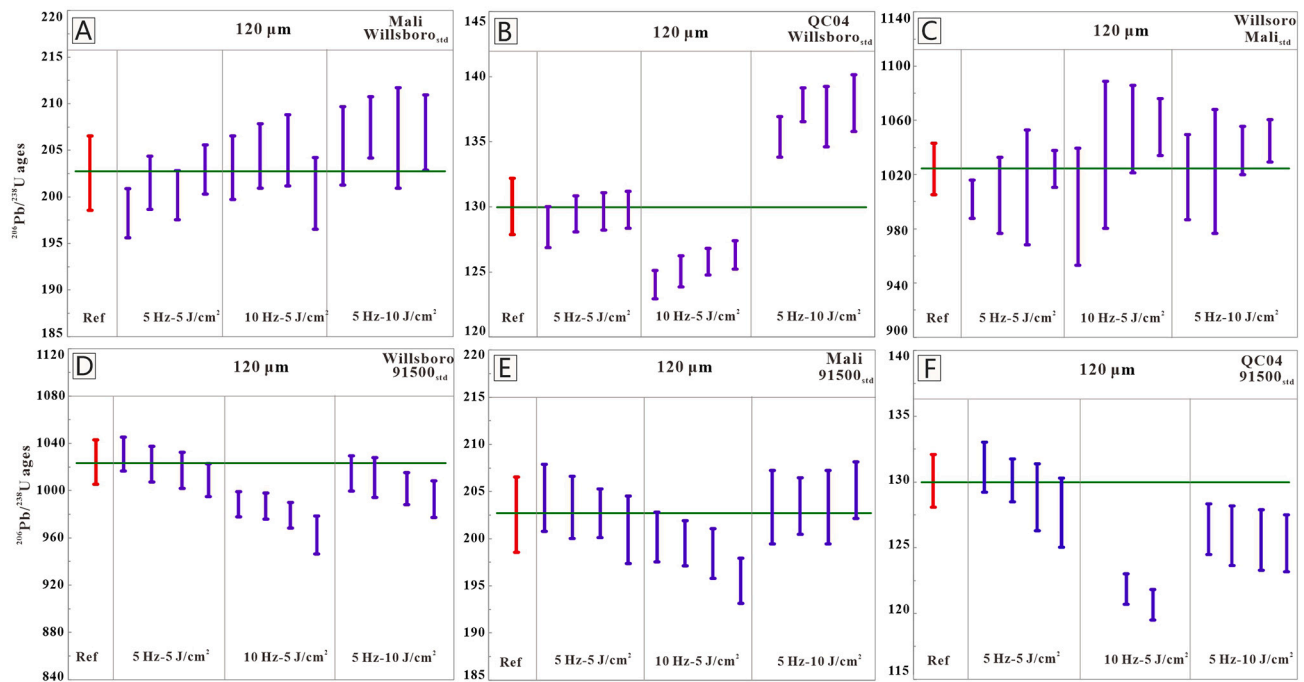 A
120 μm
Mali
Willsboro std
220
215
210
205
200
195
190
185
206Pb/238U ages
Ref
5 Hz-5 J/cm²
10 Hz-5 J/cm²
5 Hz-10 J/cm²
B
120 μm
QC04
Willsboro std
145
140
135
130
125
120
Ref
5 Hz-5 J/cm²
10 Hz-5 J/cm²
5 Hz-10 J/cm²
C
120 μm
Willsoro
Mali std
1140
1100
1060
1020
980
940
900
Ref
5 Hz-5 J/cm²
10 Hz-5 J/cm²
5 Hz-10 J/cm²
D
120 μm
Willsboro
91500 std
1120
1080
1040
1000
960
920
880
840
206Pb/238U ages
Ref
5 Hz-5 J/cm²
10 Hz-5 J/cm²
5 Hz-10 J/cm²
E
120 μm
Mali
91500 std
220
215
210
205
200
195
190
185
Ref
5 Hz-5 J/cm²
10 Hz-5 J/cm²
5 Hz-10 J/cm²
F
120 μm
QC04
91500 std
140
135
130
125
120
115
Ref
5 Hz-5 J/cm²
10 Hz-5 J/cm²
5 Hz-10 J/cm²